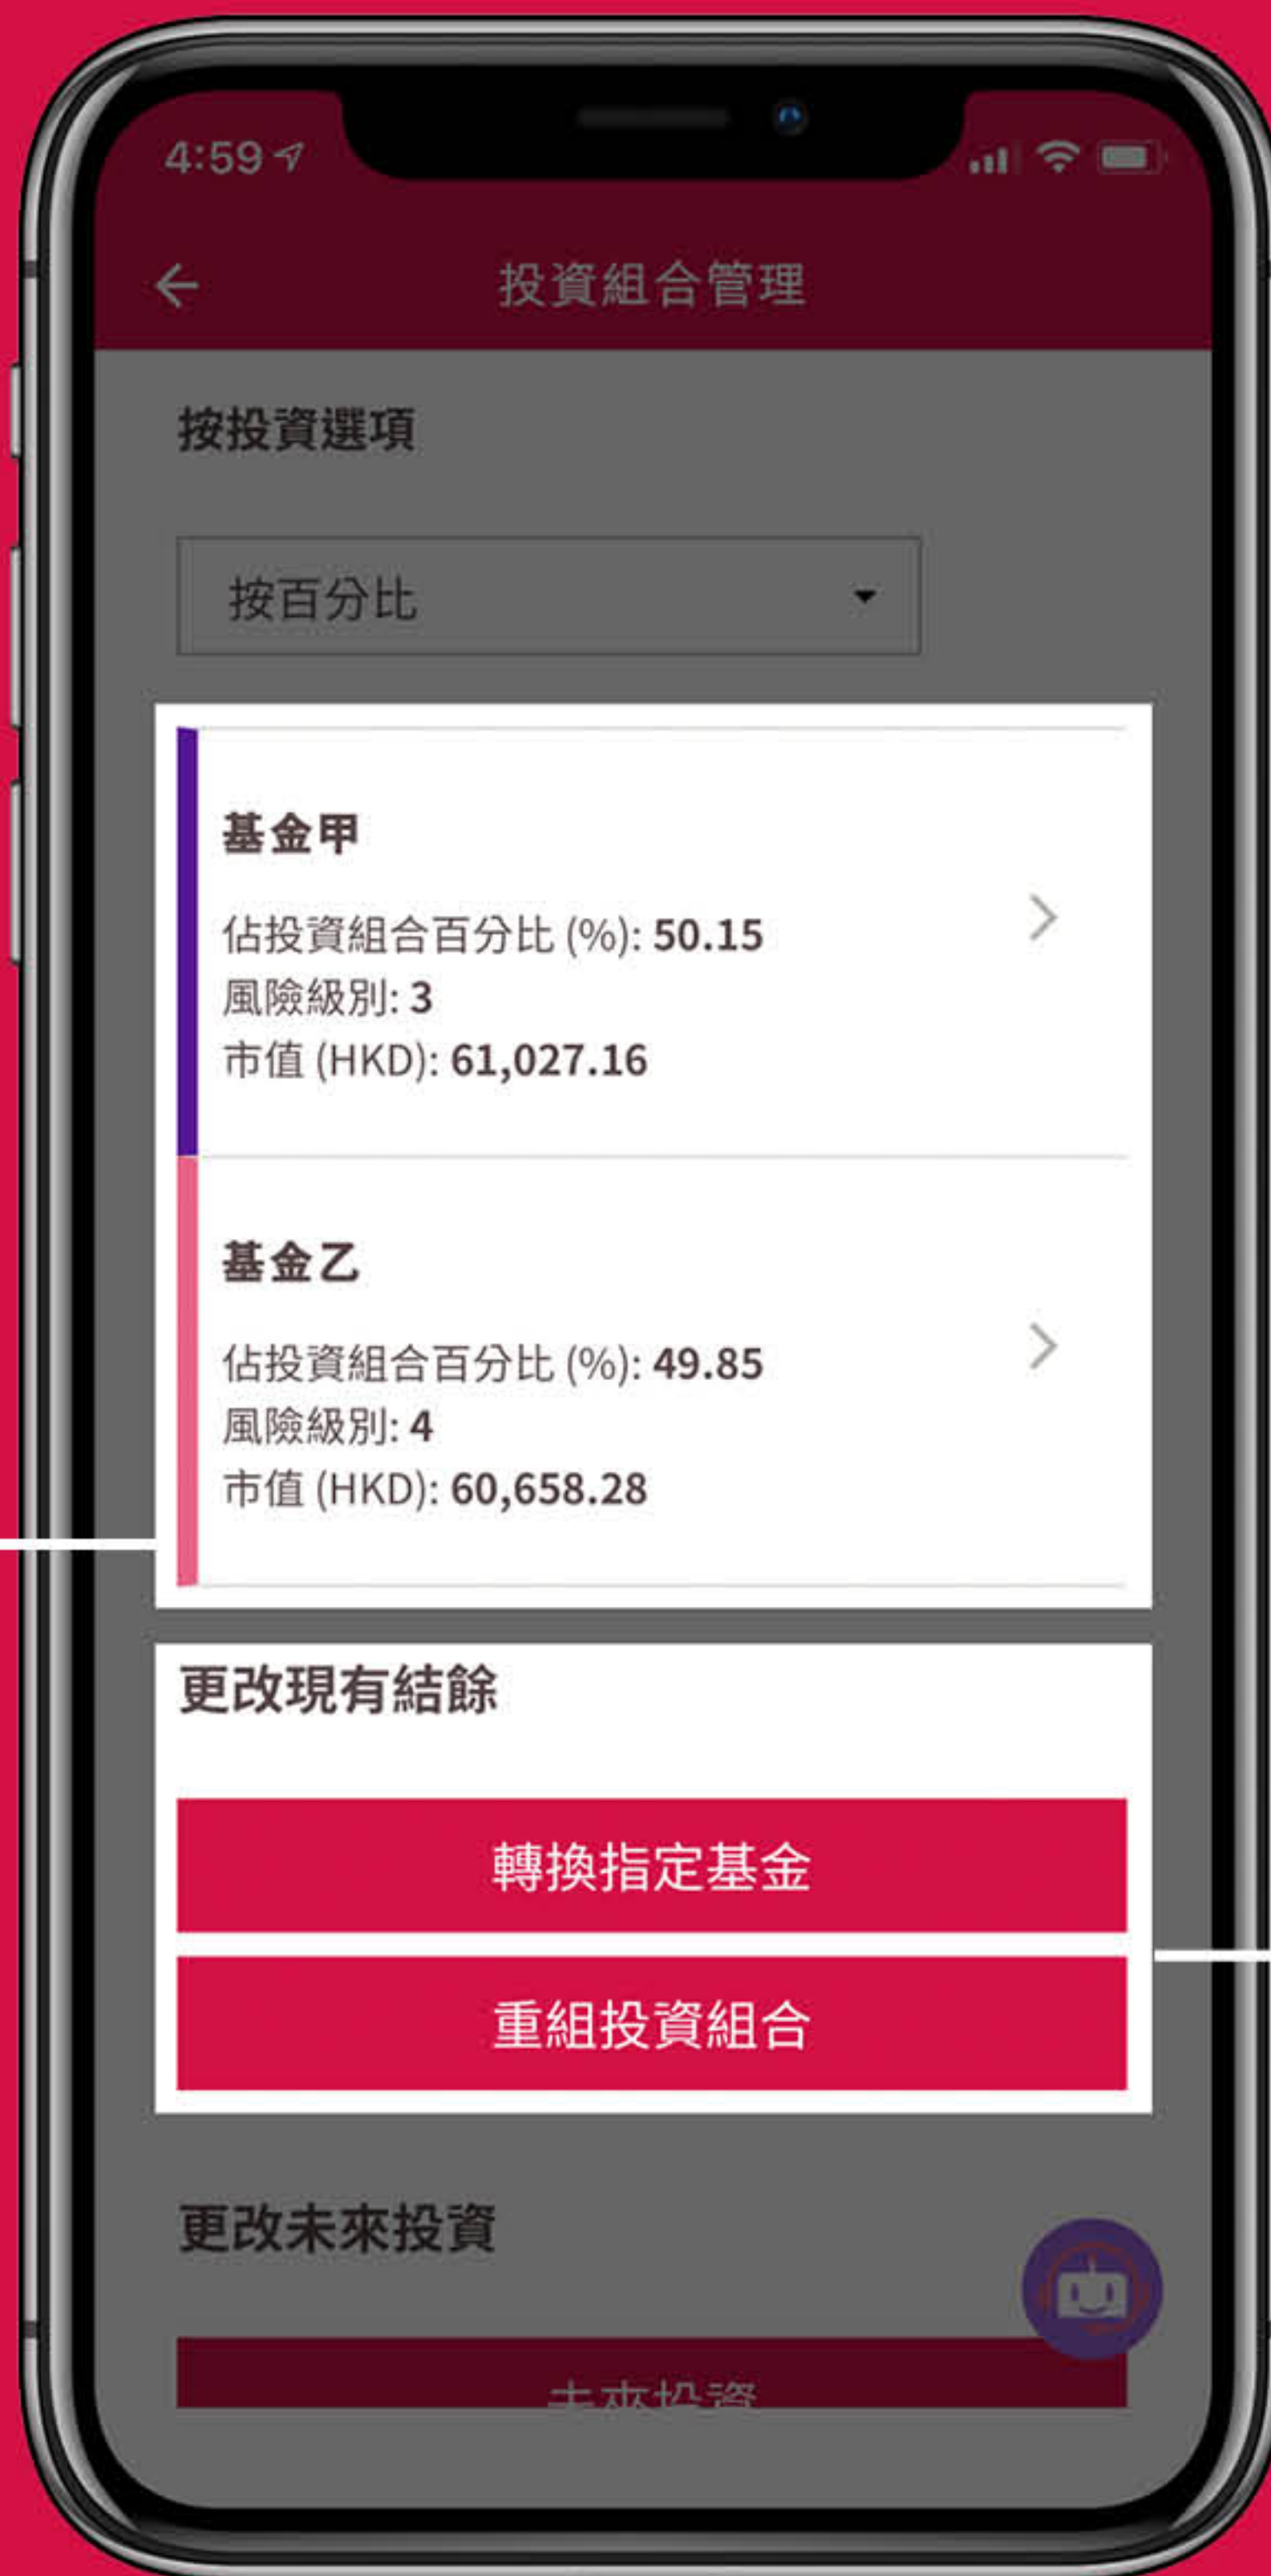 4:59
投資組合管理
按投資選項
按百分比
基金甲
佔投資組合百分比 (%): 50.15
風險級別: 3
市值 (HKD): 61,027.16
基金乙
佔投資組合百分比 (%): 49.85
風險級別: 4
市值 (HKD): 60,658.28
更改現有結餘
轉換指定基金
重組投資組合
更改未來投資
未來投資